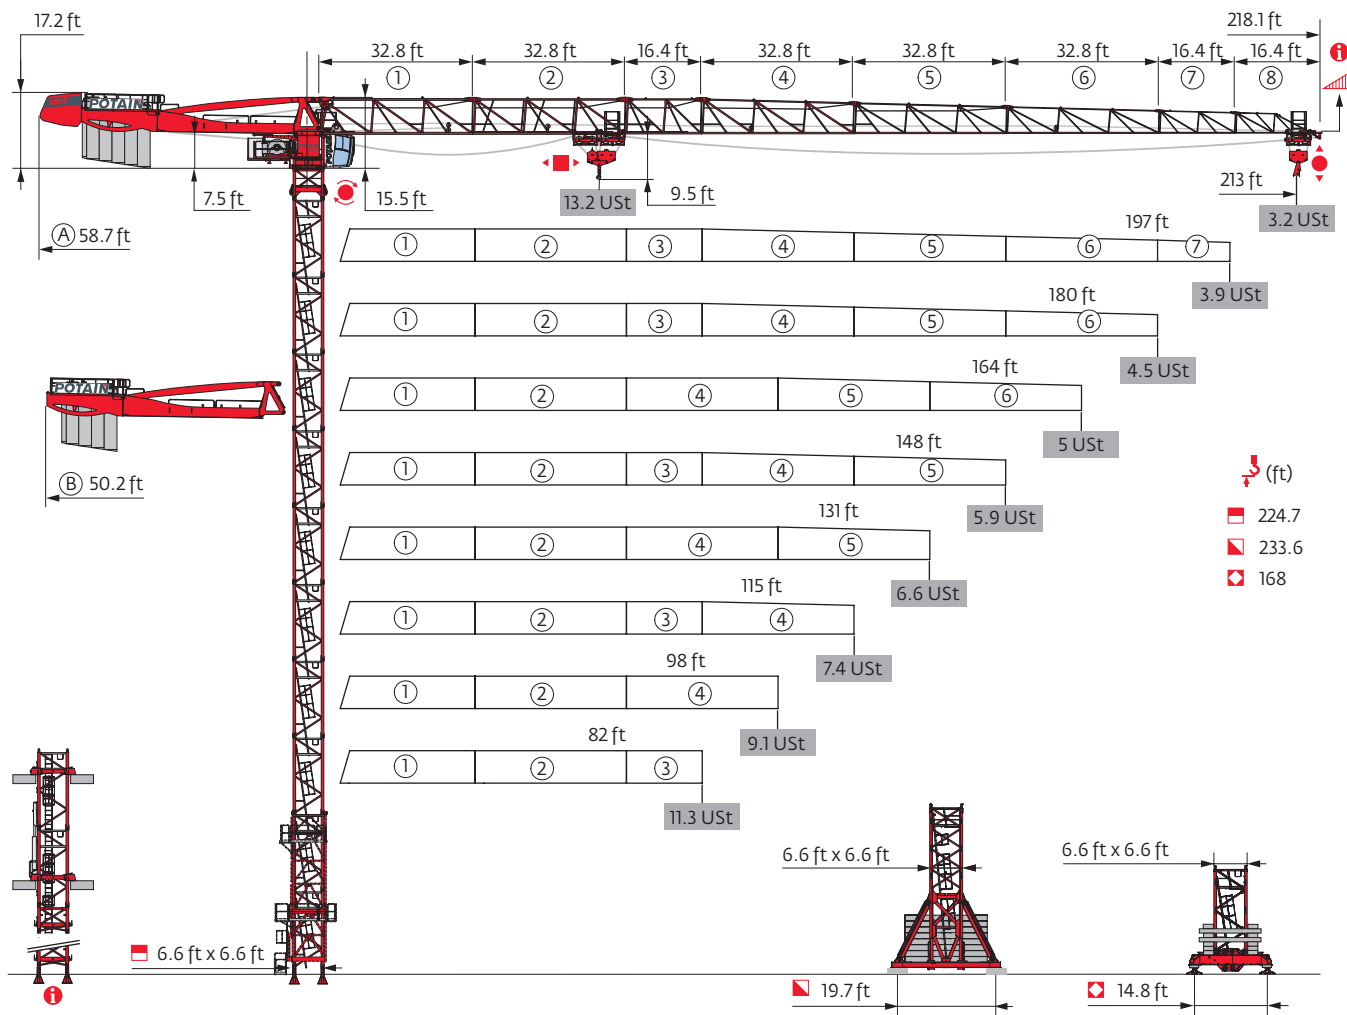 17.2 ft
218.1 ft
32.8 ft 32.8 ft 16.4 ft 32.8 ft 32.8 ft 32.8 ft 16.4 ft 16.4 ft
① ② ③ ④ ⑤ ⑥ ⑦ ⑧
POTAIN
7.5 ft
15.5 ft
13.2 USt
9.5 ft
213 ft
3.2 USt
Ⓐ 58.7 ft
197 ft
① ② ③ ④ ⑤ ⑥ ⑦
3.9 USt
180 ft
① ② ③ ④ ⑤ ⑥
4.5 USt
POTAIN
164 ft
① ② ④ ⑤ ⑥
5 USt
Ⓑ 50.2 ft
148 ft
① ② ③ ④ ⑤
5.9 USt
(ft)
224.7
233.6
168
131 ft
① ② ④ ⑤
6.6 USt
115 ft
① ② ③ ④
7.4 USt
98 ft
① ② ④
9.1 USt
82 ft
① ② ③
11.3 USt
6.6 ft x 6.6 ft
6.6 ft x 6.6 ft
6.6 ft x 6.6 ft
19.7 ft
14.8 ft